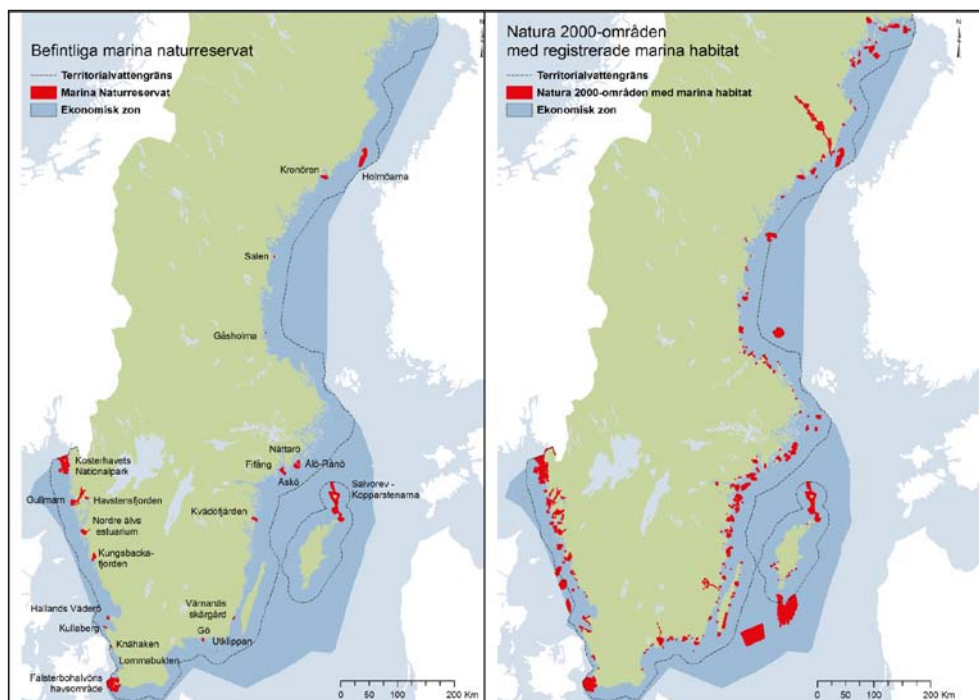 Befintliga marina naturreservat
Territorialvattengräns
Marina Naturreservat
Ekonomisk zon
N
Kronören
Holmöarna
Salen
Gåsholma
Nåttarö
Fifång
Ålö-Rånö
Askö
Kosterhavets
Nationalpark
Salvorev -
Kopparstenarna
Gullmarn
Havstensfjorden
Kvädöfjärden
Nordre älvs
estuarium
Kungsbacka-
fjorden
Hallands Väderö
Värnanäs
skärgård
Kullaberg
Gö
Knähaken
Utklippan
Lommabukten
Falsterbohalvöns
havsområde
0 50 100 200 Km
Natura 2000-områden
med registrerade marina habitat
Territorialvattengräns
Natura 2000-områden med marina habitat
Ekonomisk zon
N
0 50 100 200 Km